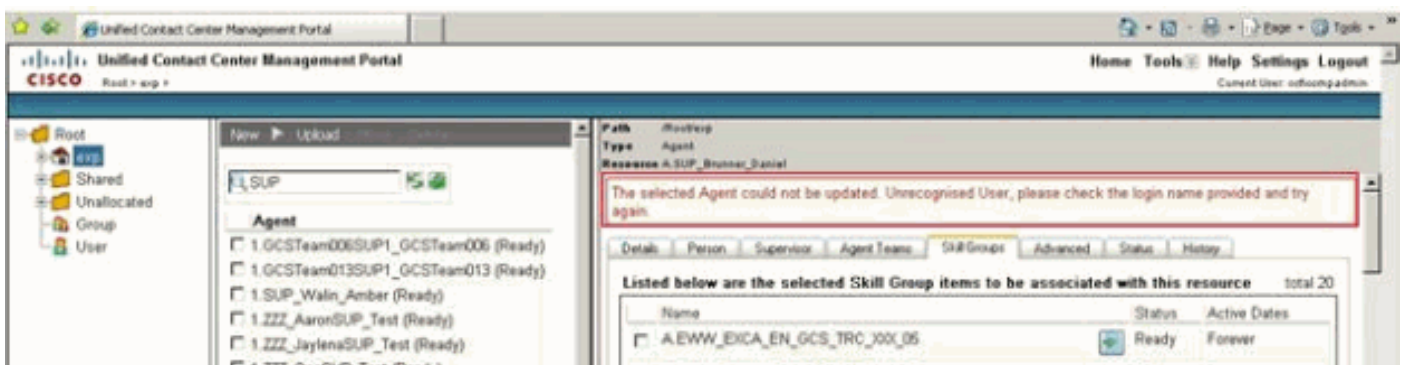 Unified Contact Center Management Portal
Page
Tools
Unified Contact Center Management Portal
CISCO
Root > exp >
Home Tools Help Settings Logout
Current User:
Root
exp
Shared
Unallocated
Group
User
New Upload
SUP
Agent
1.GCSTeam006SUP1_GCSTeam006 (Ready)
1.GCSTeam013SUP1_GCSTeam013 (Ready)
1.SUP_Walin_Amber (Ready)
1.ZZZ_AaronSUP_Test (Ready)
1.ZZZ_JaylenaSUP_Test (Ready)
Path /Root/exp
Type Agent
Resource A.SUP_Brunner_Daniel
The selected Agent could not be updated. Unrecognised User, please check the login name provided and try
again.
Details Person Supervisor Agent Teams Skill Groups Advanced Status History
Listed below are the selected Skill Group items to be associated with this resource total 20
Name Status Active Dates
A.EWW_EXCA_EN_GCS_TRC_XXX_05 Ready Forever